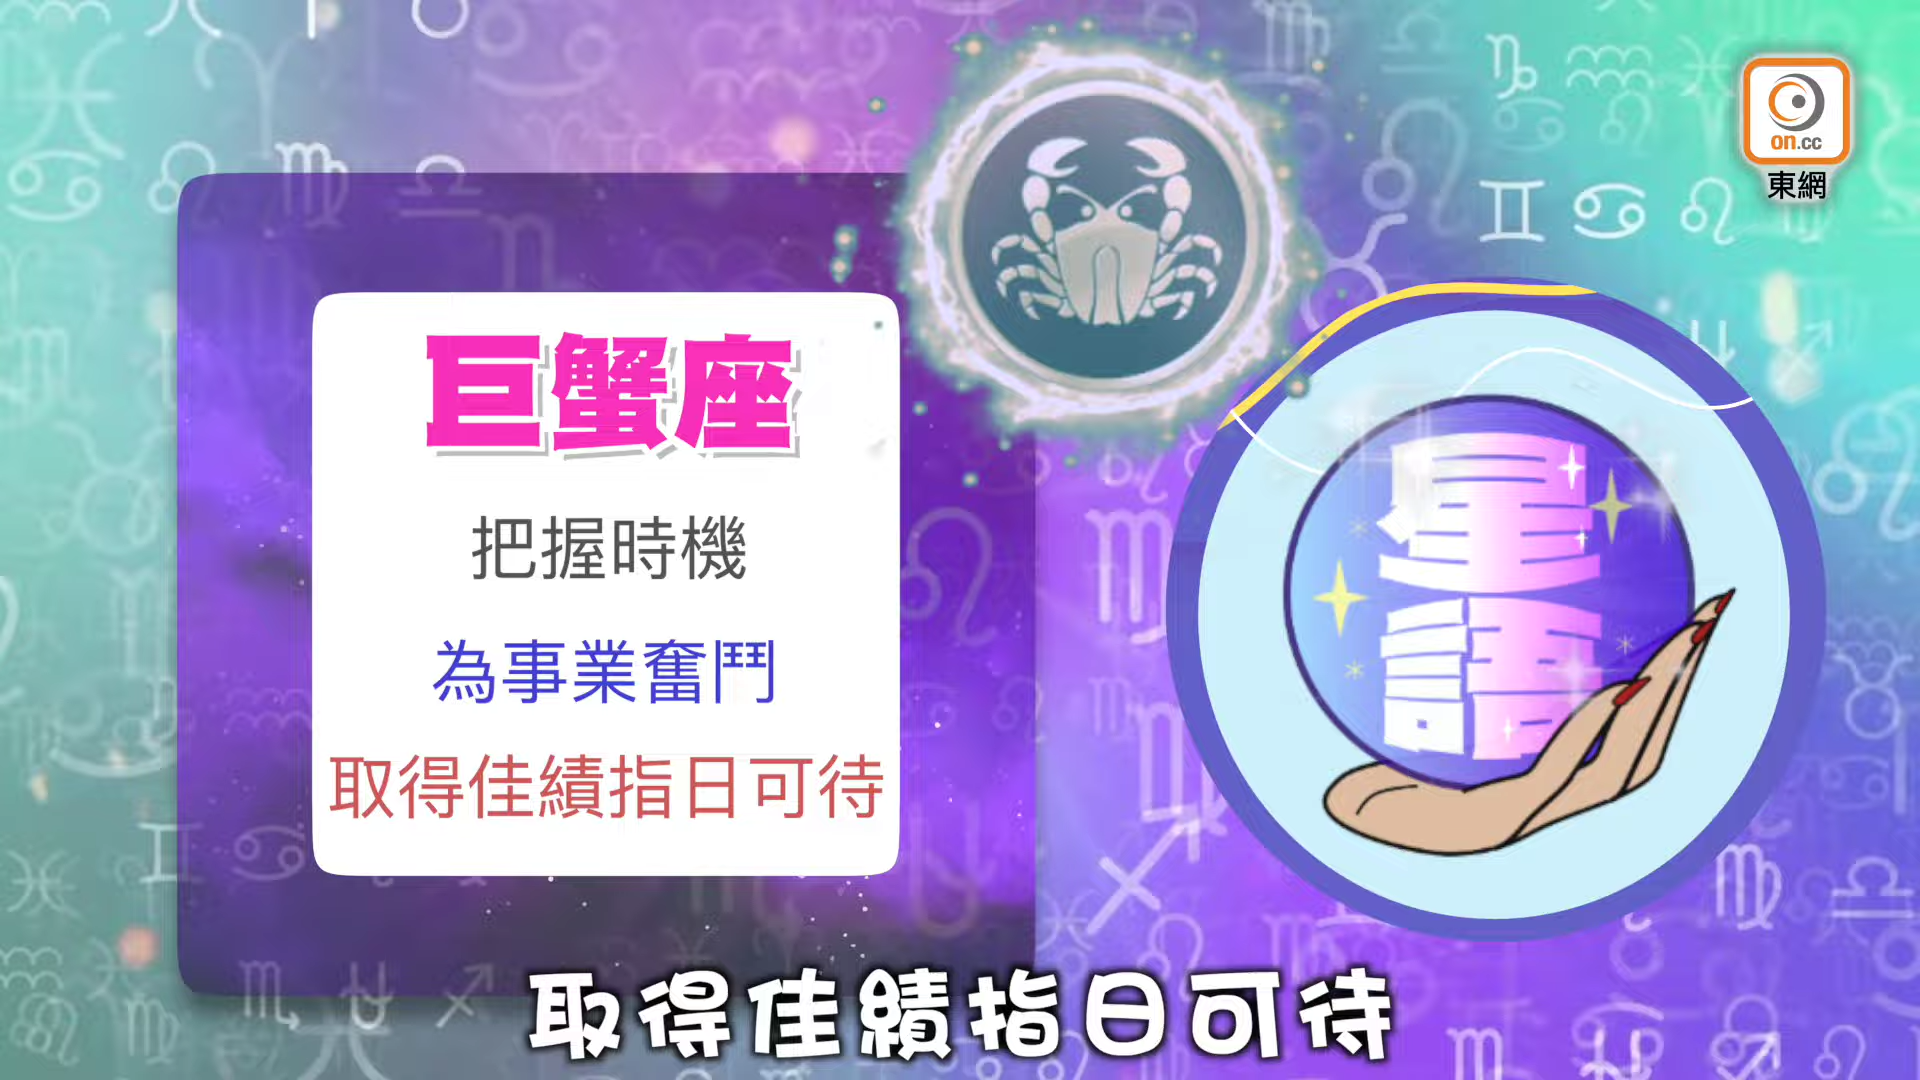 on.cc
東網
巨蟹座
把握時機
為事業奮鬥
取得佳績指日可待
星語
取得佳績指日可待